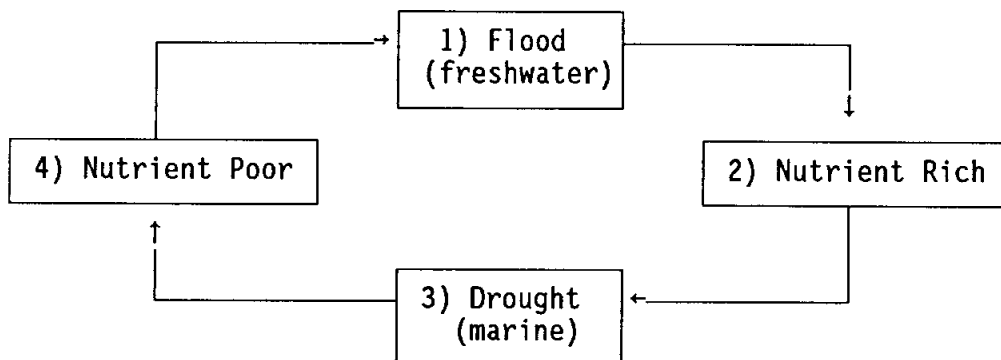 1) Flood
(freshwater)
2) Nutrient Rich
3) Drought
(marine)
4) Nutrient Poor